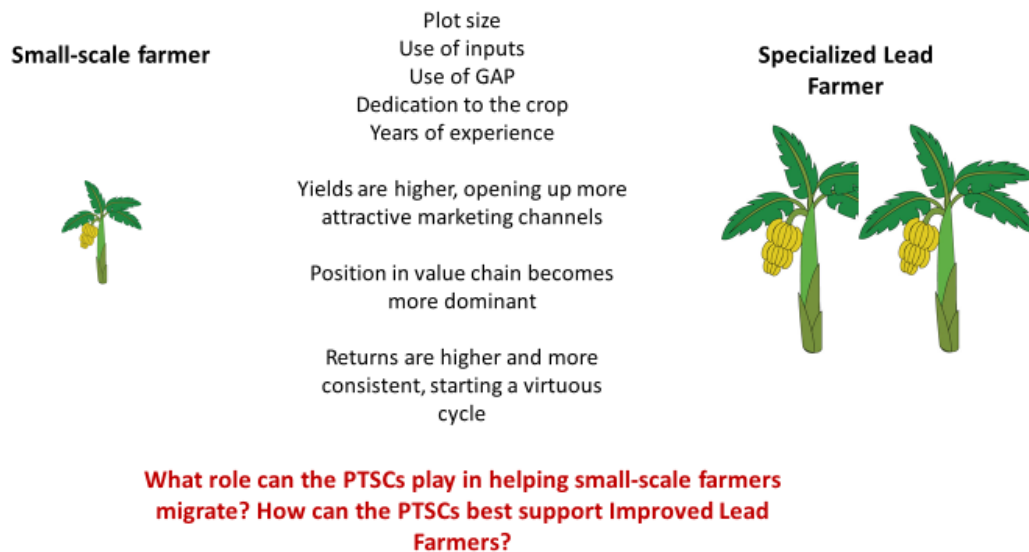 Small-scale farmer
Plot size
Use of inputs
Use of GAP
Dedication to the crop
Years of experience
Yields are higher, opening up more
attractive marketing channels
Position in value chain becomes
more dominant
Returns are higher and more
consistent, starting a virtuous
cycle
Specialized Lead
Farmer
What role can the PTSCs play in helping small-scale farmers
migrate? How can the PTSCs best support Improved Lead
Farmers?